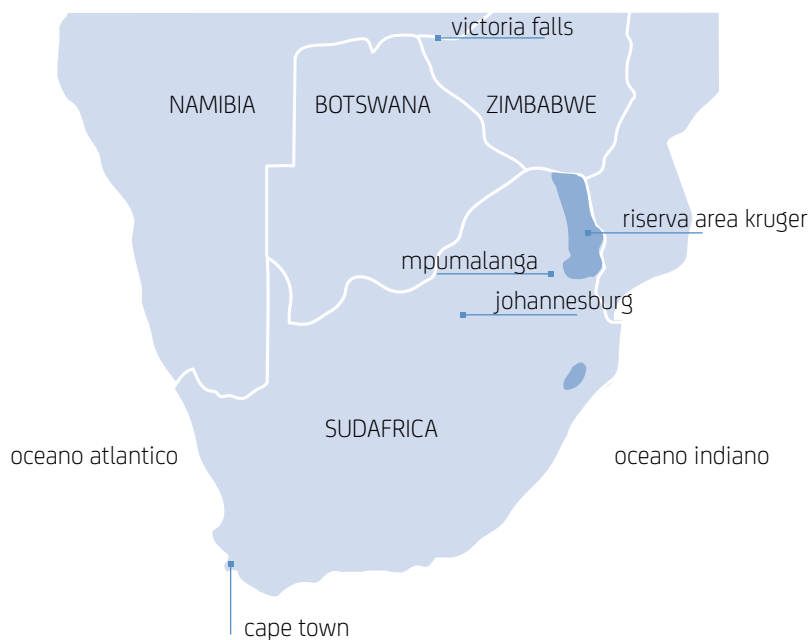 victoria falls
NAMIBIA
BOTSWANA
ZIMBABWE
riserva area kruger
mpumalanga
johannesburg
SUDAFRICA
oceano atlantico
oceano indiano
cape town